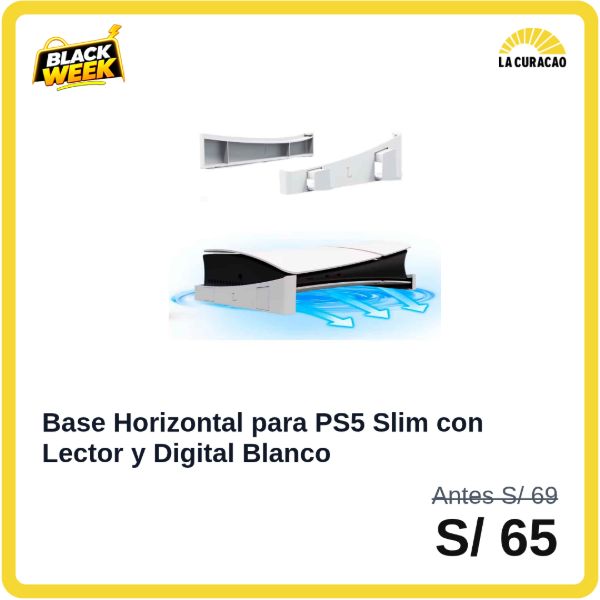 BLACK
WEEK
LA CURACAO
L
L
Base Horizontal para PS5 Slim con
Lector y Digital Blanco
Antes S/ 69
S/ 65